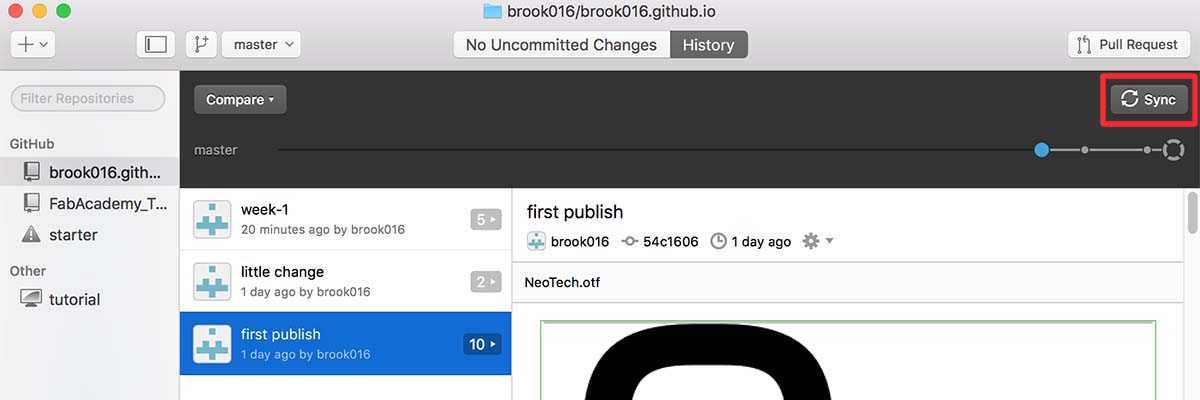 brook016/brook016.github.io
master
No Uncommitted Changes
History
Pull Request
Filter Repositories
GitHub
brook016.gith...
FabAcademy_T...
starter
Other
tutorial
Compare
Sync
master
week-1
20 minutes ago by brook016
5
little change
1 day ago by brook016
2
first publish
1 day ago by brook016
10
first publish
brook016
54c1606
1 day ago
NeoTech.otf